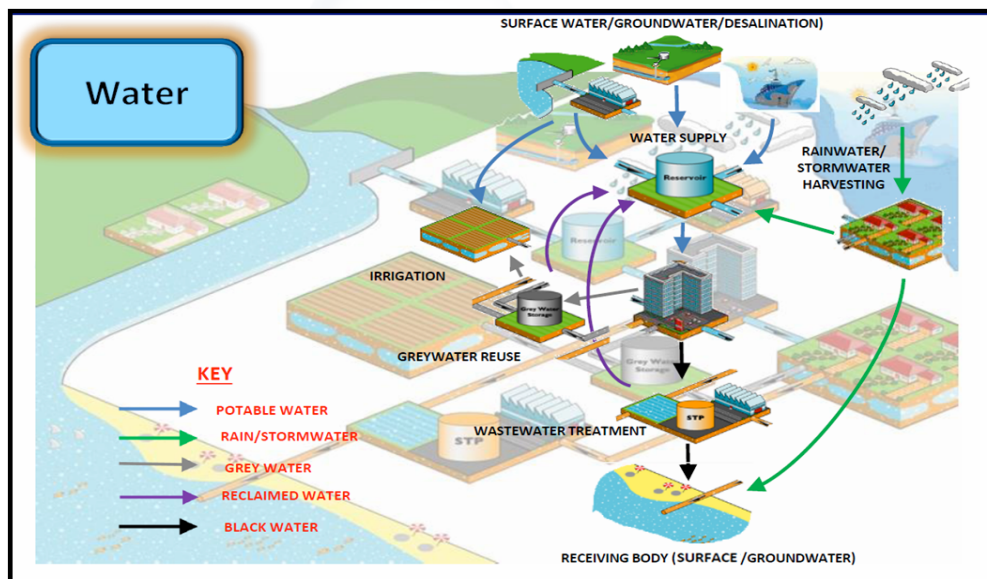 SURFACE WATER/GROUNDWATER/DESALINATION)
Water
WATER SUPPLY
Reservoir
RAINWATER/
STORMWATER
HARVESTING
Reservoir
IRRIGATION
Grey Water
Storage
GREYWATER REUSE
Grey Water
Storage
KEY
POTABLE WATER
RAIN/STORMWATER
GREY WATER
RECLAIMED WATER
BLACK WATER
WASTEWATER TREATMENT
STP
STP
RECEIVING BODY (SURFACE /GROUNDWATER)